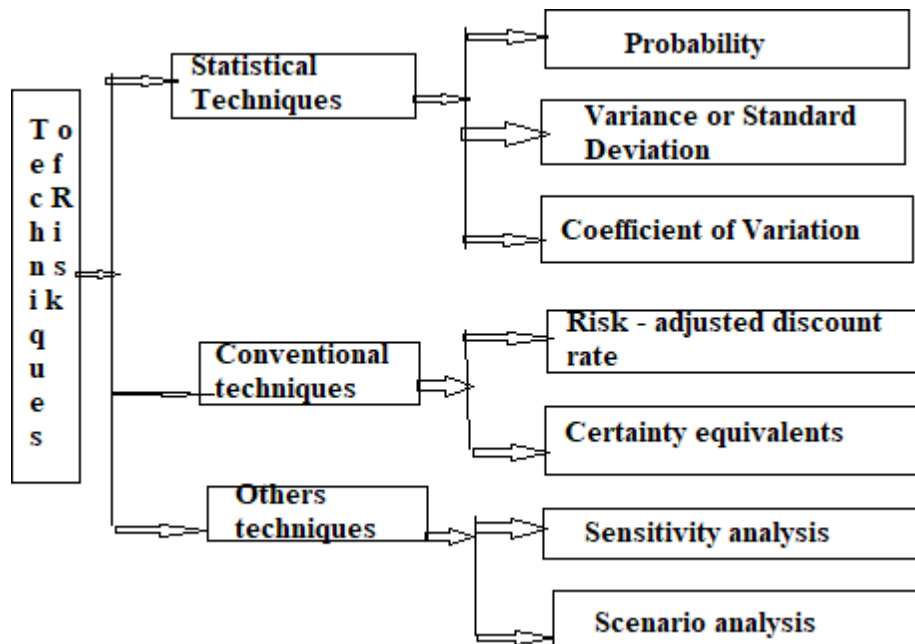 T o
e f
c R
h i
n s
i k
q
u
e
s
Statistical
Techniques
Probability
Variance or Standard
Deviation
Coefficient of Variation
Conventional
techniques
Risk - adjusted discount
rate
Certainty equivalents
Others
techniques
Sensitivity analysis
Scenario analysis